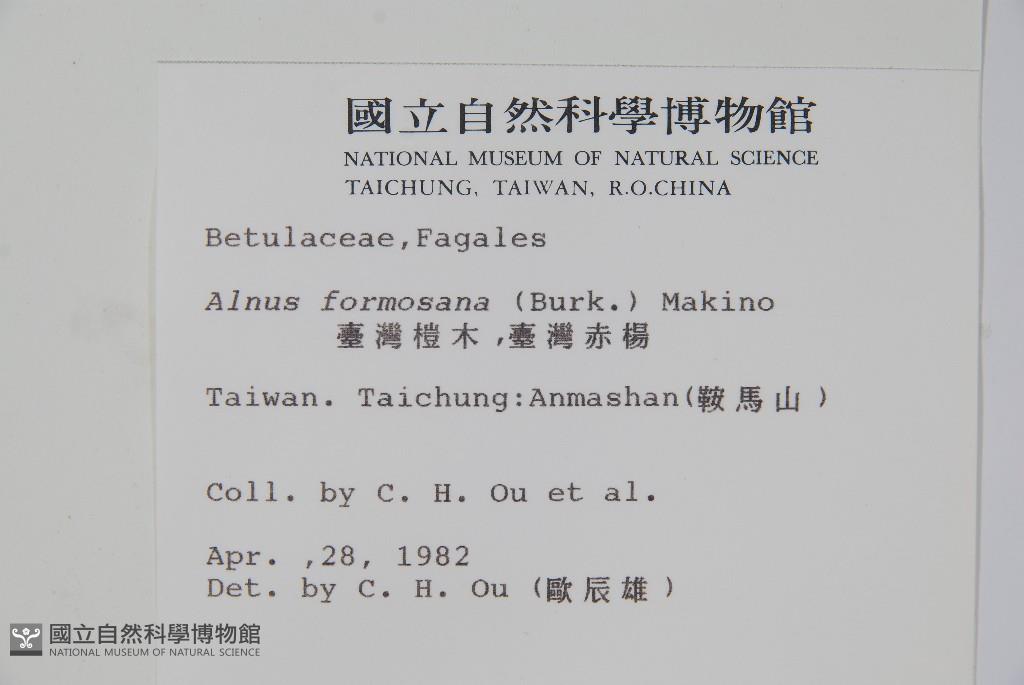 國立自然科學博物館
NATIONAL MUSEUM OF NATURAL SCIENCE
TAICHUNG, TAIWAN, R.O.CHINA
Betulaceae,Fagales
Alnus formosana (Burk.) Makino
臺灣榿木,臺灣赤楊
Taiwan. Taichung:Anmashan(鞍馬山)
Coll. by C. H. Ou et al.
Apr. ,28, 1982
Det. by C. H. Ou (歐辰雄)
國立自然科學博物館
NATIONAL MUSEUM OF NATURAL SCIENCE